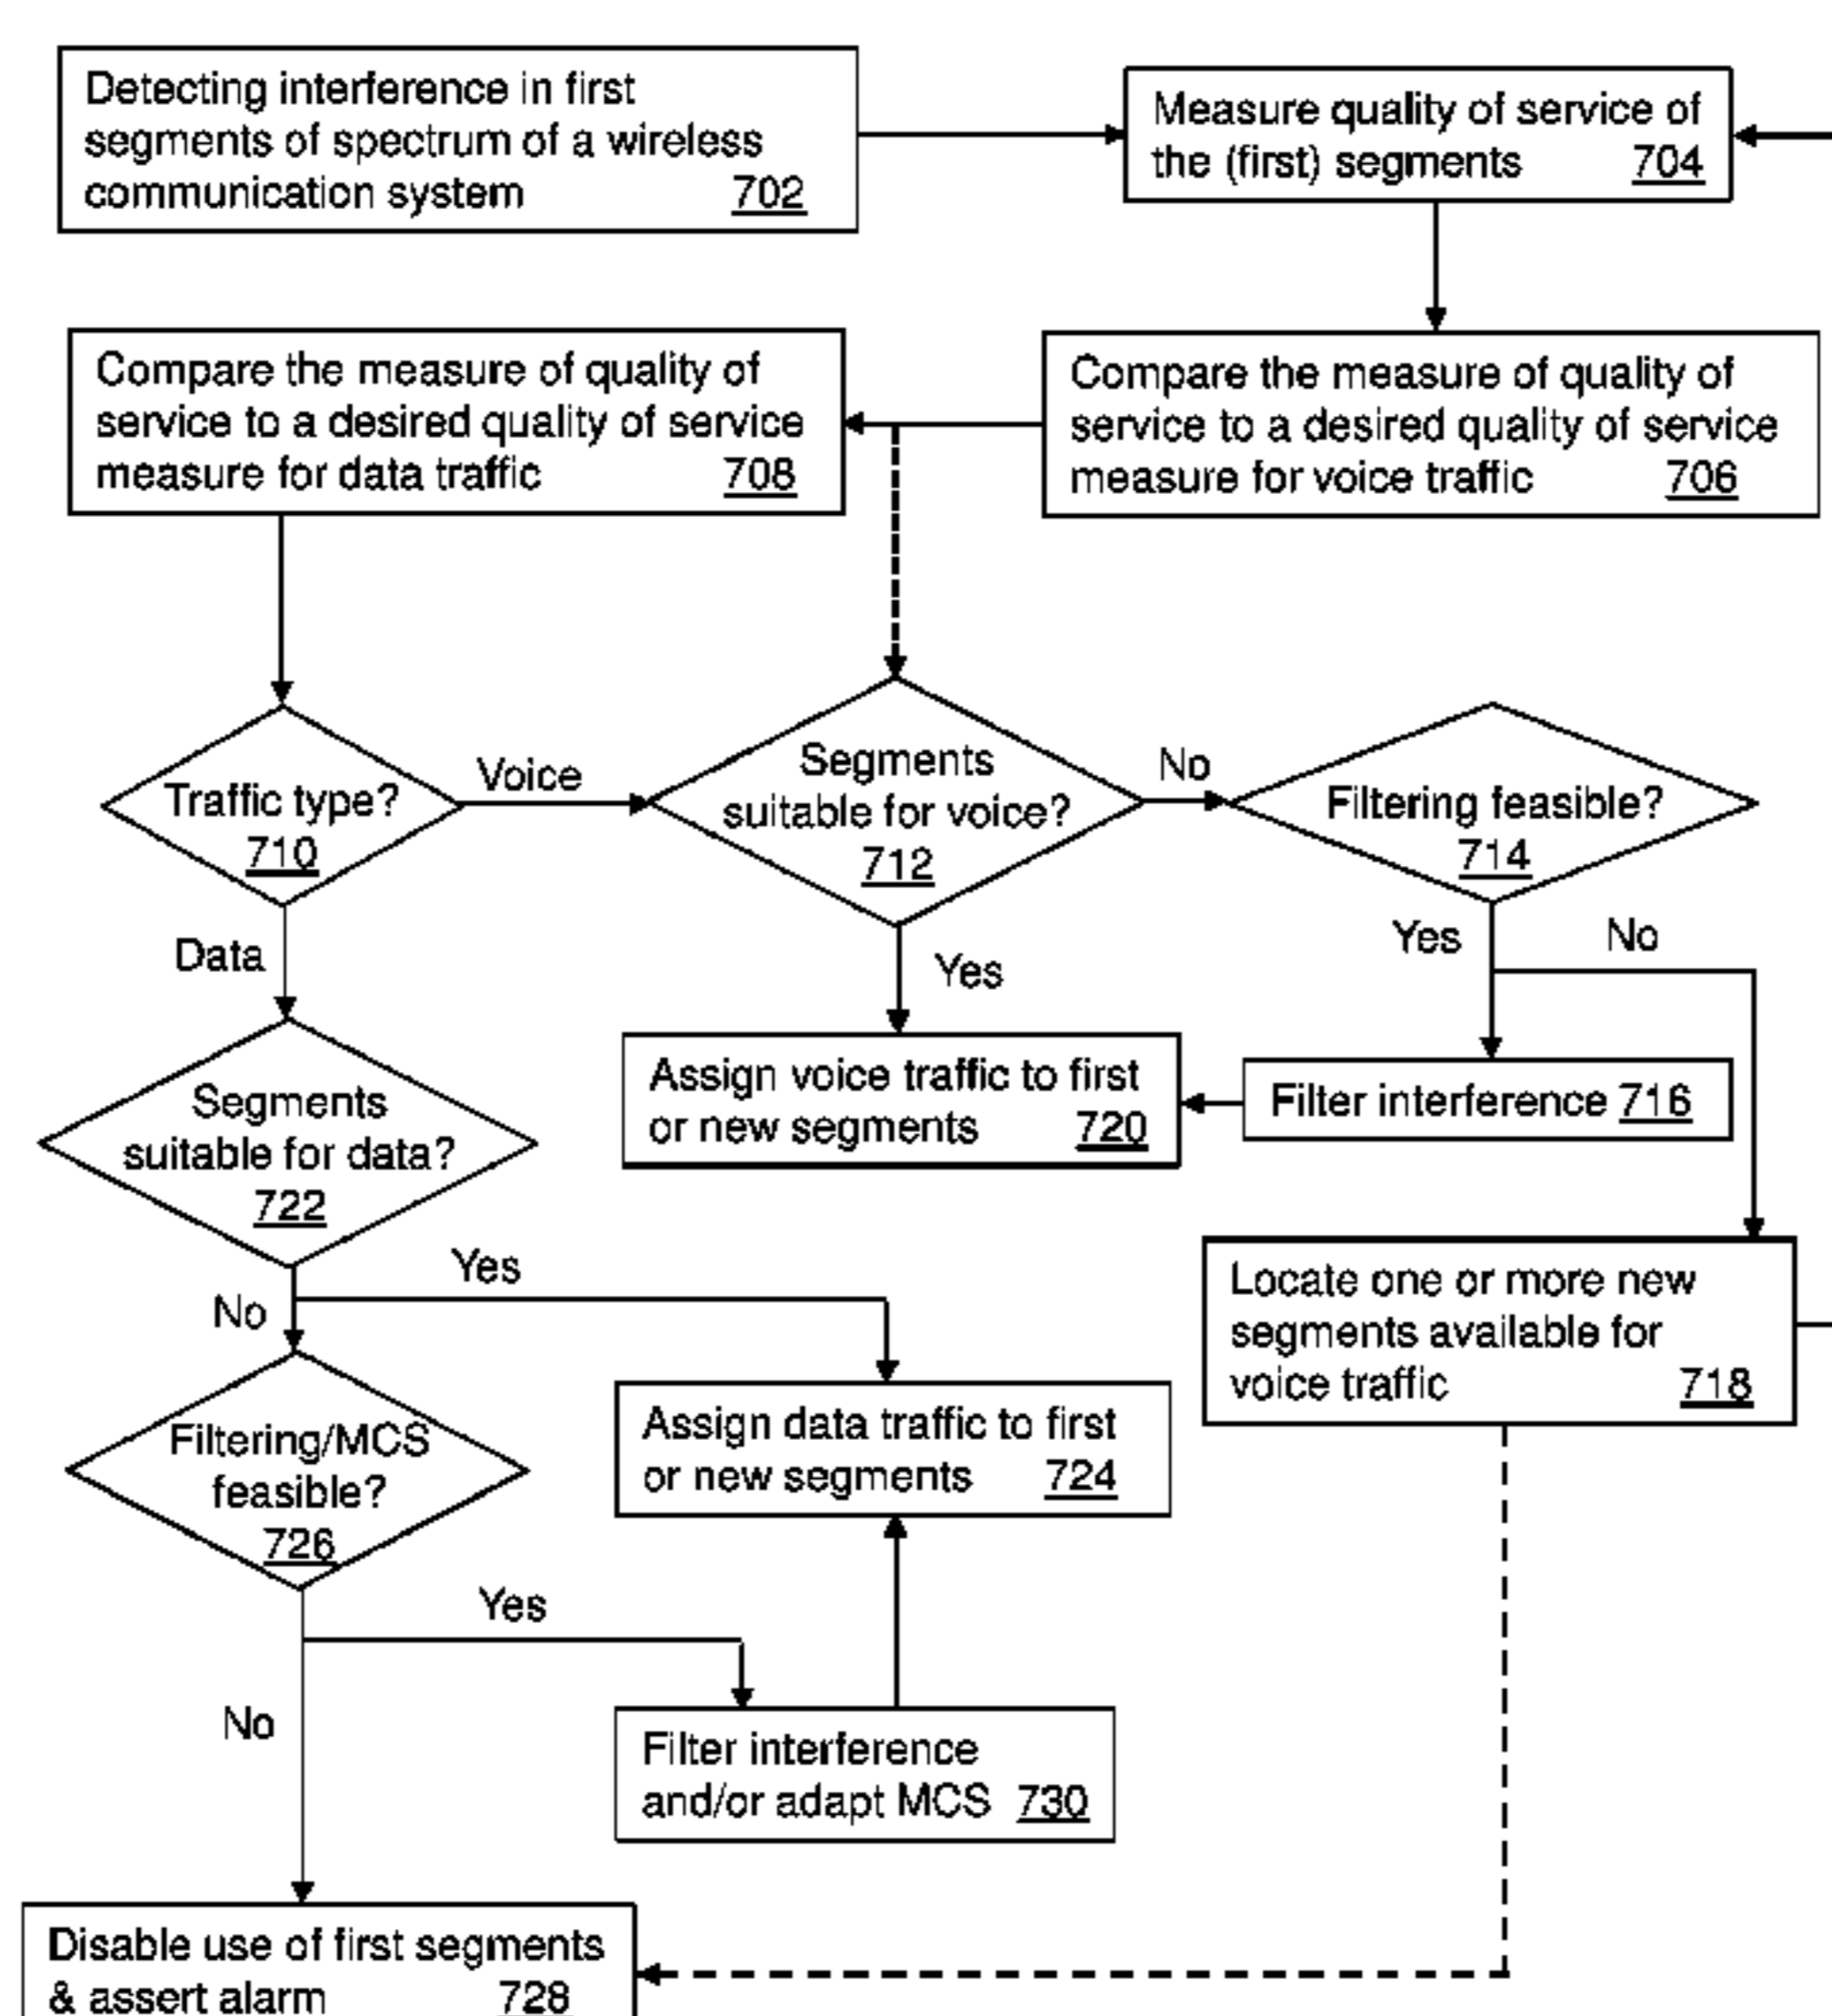 Detecting interference in first
segments of spectrum of a wireless
communication system 702
Measure quality of service of
the (first) segments 704
Compare the measure of quality of
service to a desired quality of service
measure for data traffic 708
Compare the measure of quality of
service to a desired quality of service
measure for voice traffic 706
Traffic type?
710
Voice
Segments
suitable for voice?
712
No
Filtering feasible?
714
Data
Yes
Yes
No
Segments
suitable for data?
722
Assign voice traffic to first
or new segments 720
Filter interference 716
Yes
No
Locate one or more new
segments available for
voice traffic 718
Filtering/MCS
feasible?
726
Assign data traffic to first
or new segments 724
Yes
No
Filter interference
and/or adapt MCS 730
Disable use of first segments
& assert alarm 728